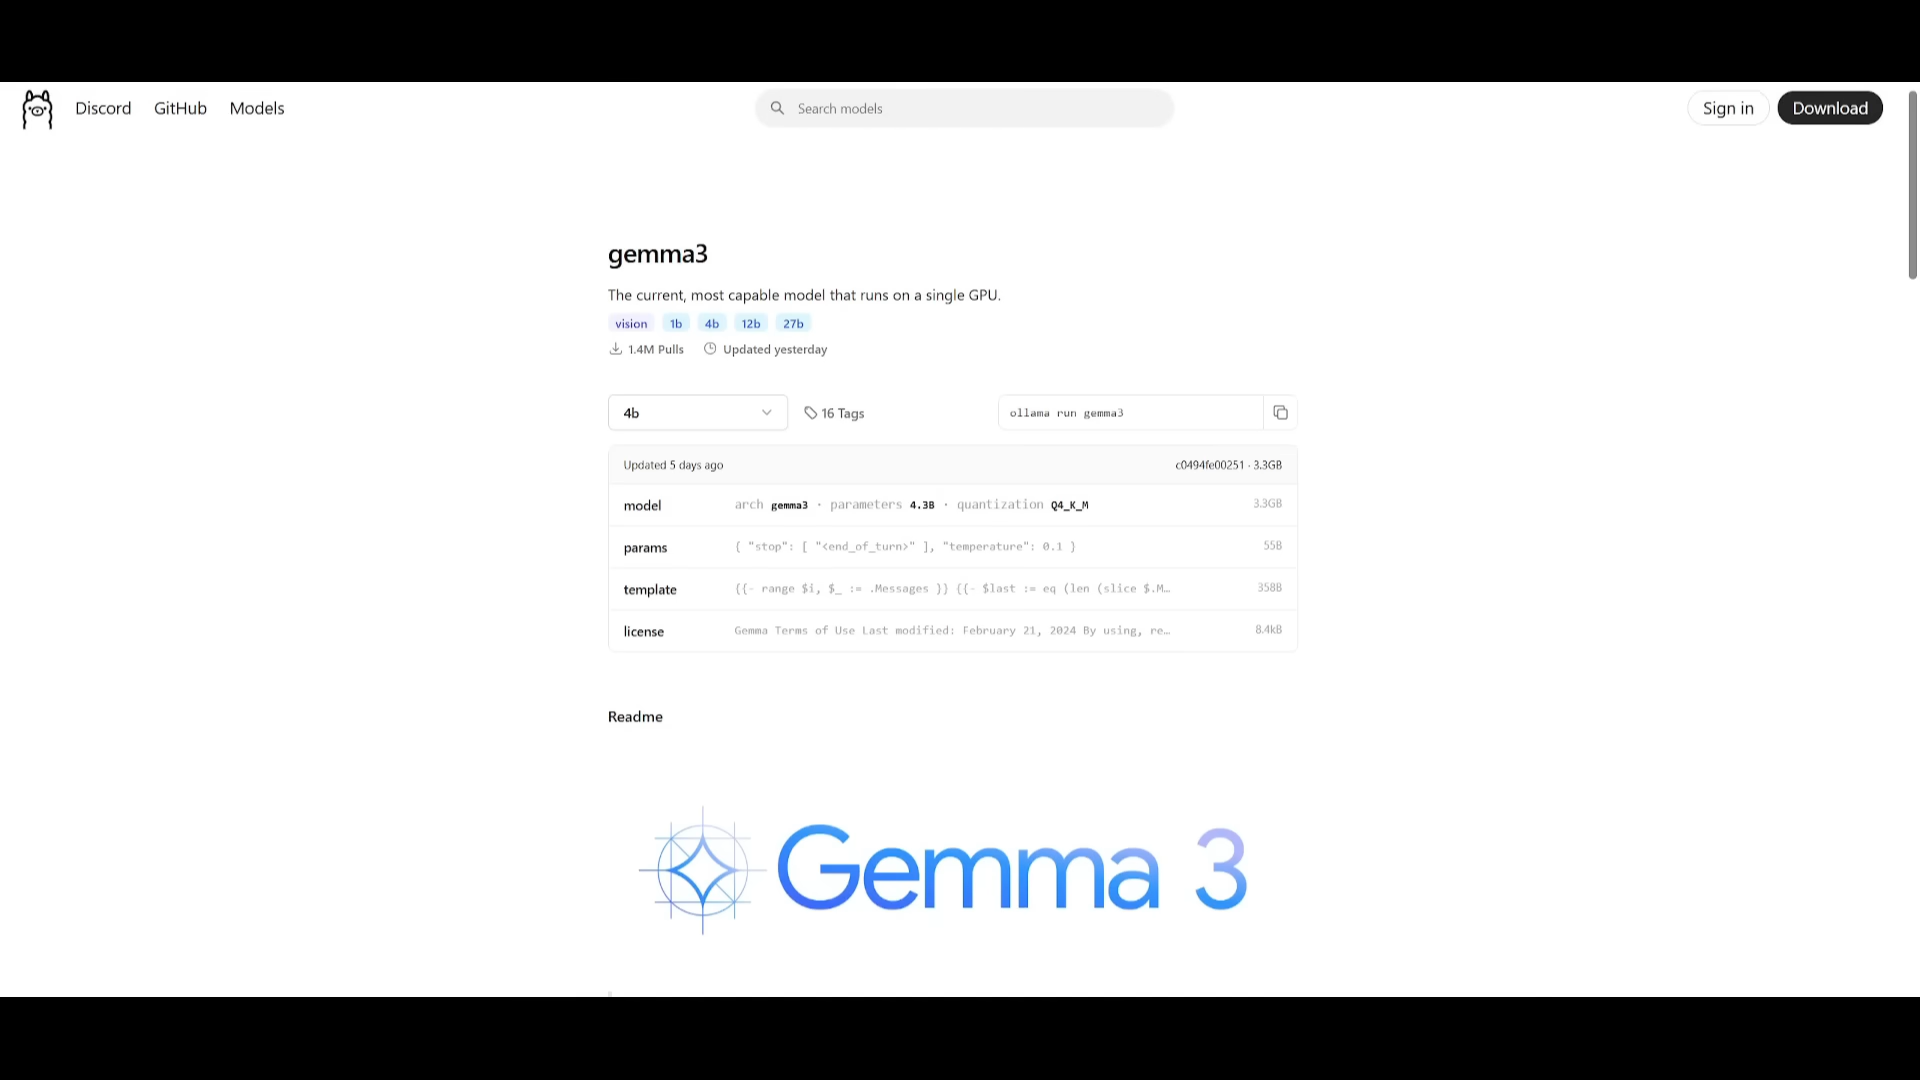 Discord GitHub Models Search models Sign in Download
gemma3
The current, most capable model that runs on a single GPU.
vision 1b 4b 12b 27b
1.4M Pulls Updated yesterday
4b 16 Tags ollama run gemma3
Updated 5 days ago c0494fe00251 · 3.3GB
model arch gemma3 · parameters 4.3B · quantization Q4_K_M 3.3GB
params { "stop": [ "<end_of_turn>" ], "temperature": 0.1 } 55B
template {{- range $i, $_ := .Messages }} {{- $last := eq (len (slice $.M… 358B
license Gemma Terms of Use Last modified: February 21, 2024 By using, re… 8.4kB
Readme
Gemma 3